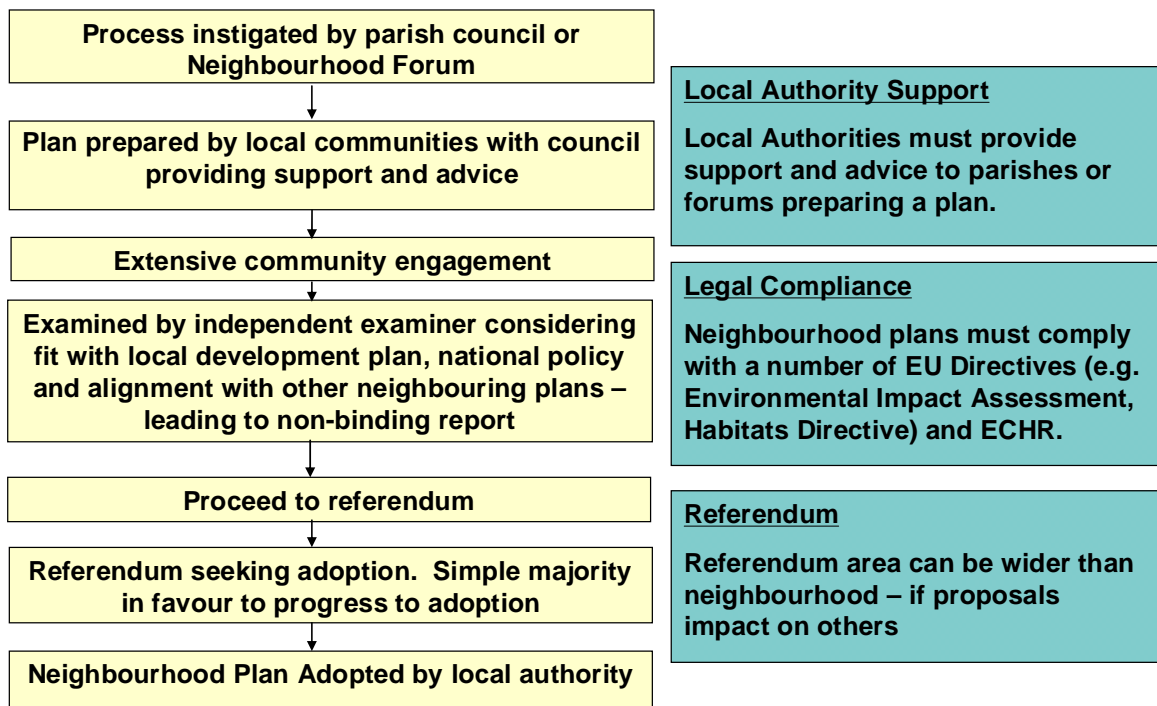 Process instigated by parish council or
Neighbourhood Forum
Plan prepared by local communities with council
providing support and advice
Extensive community engagement
Examined by independent examiner considering
fit with local development plan, national policy
and alignment with other neighbouring plans –
leading to non-binding report
Proceed to referendum
Referendum seeking adoption.  Simple majority
in favour to progress to adoption
Neighbourhood Plan Adopted by local authority
Local Authority Support
Local Authorities must provide
support and advice to parishes or
forums preparing a plan.
Legal Compliance
Neighbourhood plans must comply
with a number of EU Directives (e.g.
Environmental Impact Assessment,
Habitats Directive) and ECHR.
Referendum
Referendum area can be wider than
neighbourhood – if proposals
impact on others